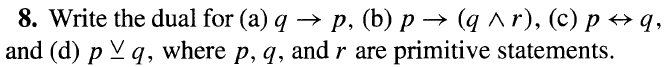 8. Write the dual for (a) q → p, (b) p → (q ∧ r), (c) p ↔ q,
and (d) p ⊻ q, where p, q, and r are primitive statements.